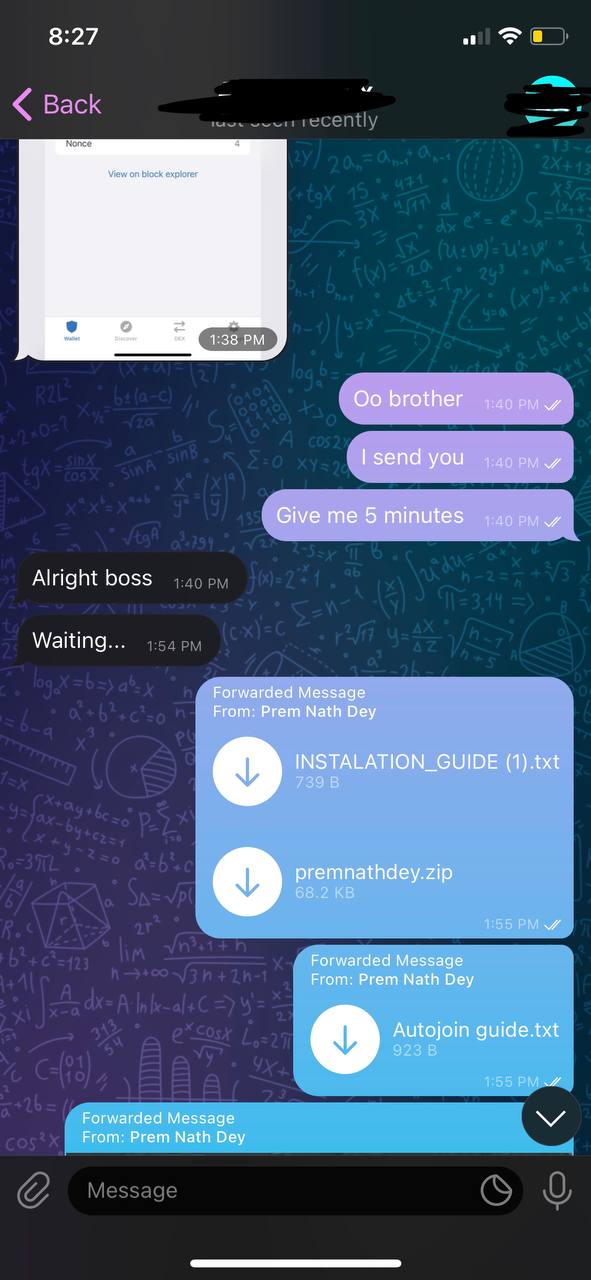 8:27
Back
last seen recently
Nonce 4
View on block explorer
Wallet Discover DEX
1:38 PM
Oo brother 1:40 PM
I send you 1:40 PM
Give me 5 minutes 1:40 PM
Alright boss 1:40 PM
Waiting... 1:54 PM
Forwarded Message
From: Prem Nath Dey
INSTALATION_GUIDE (1).txt
739 B
premnathdey.zip
68.2 KB
1:55 PM
Forwarded Message
From: Prem Nath Dey
Autojoin guide.txt
923 B
1:55 PM
Forwarded Message
From: Prem Nath Dey
Message